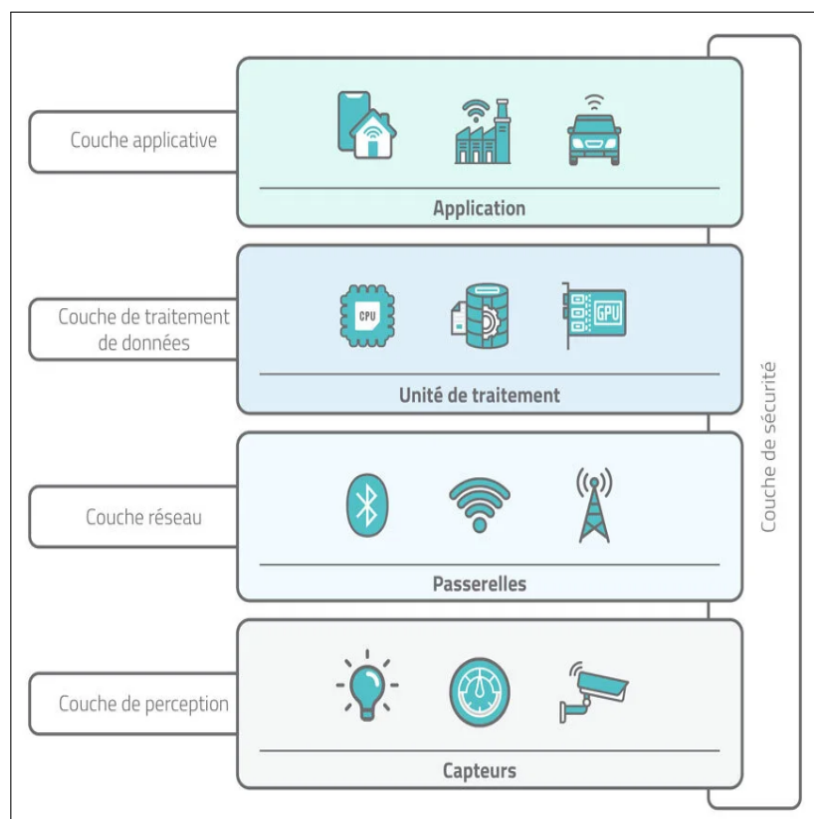 Couche applicative
Application
Couche de traitement
de données
CPU
GPU
Unité de traitement
Couche réseau
Passerelles
Couche de perception
Capteurs
Couche de sécurité